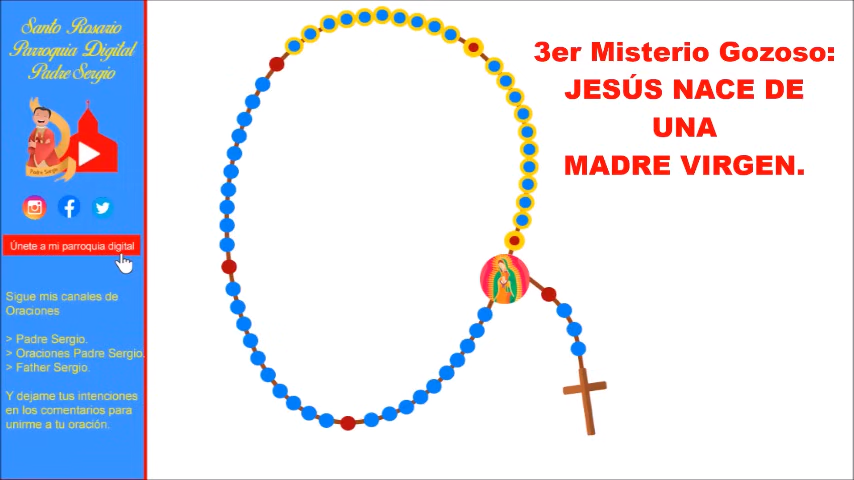 Santo Rosario
Parroquia Digital
Padre Sergio
Padre Sergio
Únete a mi parroquia digital
Sigue mis canales de
Oraciones
> Padre Sergio.
> Oraciones Padre Sergio.
> Father Sergio.
Y dejame tus intenciones
en los comentarios para
unirme a tu oración.
3er Misterio Gozoso:
JESÚS NACE DE
UNA
MADRE VIRGEN.